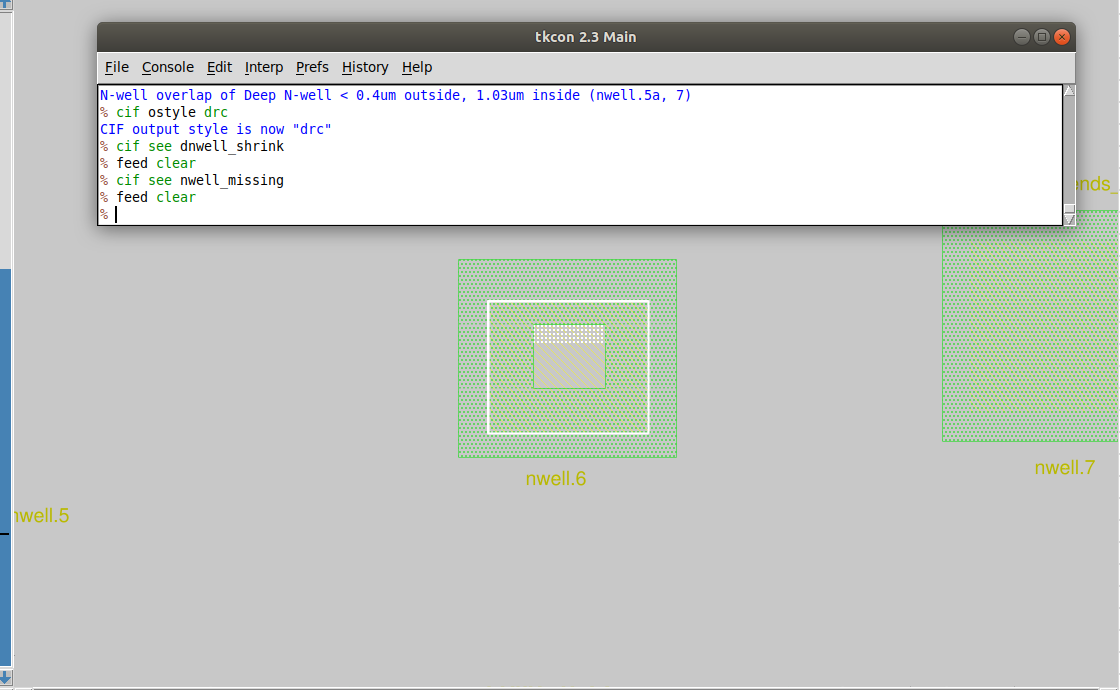 tkcon 2.3 Main
File Console Edit Interp Prefs History Help
N-well overlap of Deep N-well < 0.4um outside, 1.03um inside (nwell.5a, 7)
% cif ostyle drc
CIF output style is now "drc"
% cif see dnwell_shrink
% feed clear
% cif see nwell_missing
% feed clear
%
ends_
nwell.6
nwell.7
nwell.5